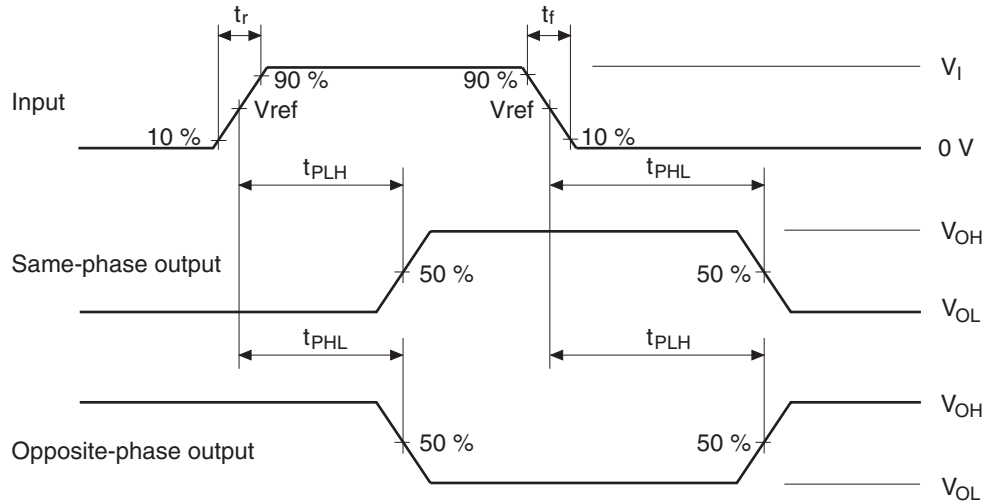 tr tf
90 % 90 % VI
Input Vref Vref
10 % 10 % 0 V
tPLH tPHL
VOH
Same-phase output 50 % 50 %
VOL
tPHL tPLH
VOH
Opposite-phase output 50 % 50 %
VOL